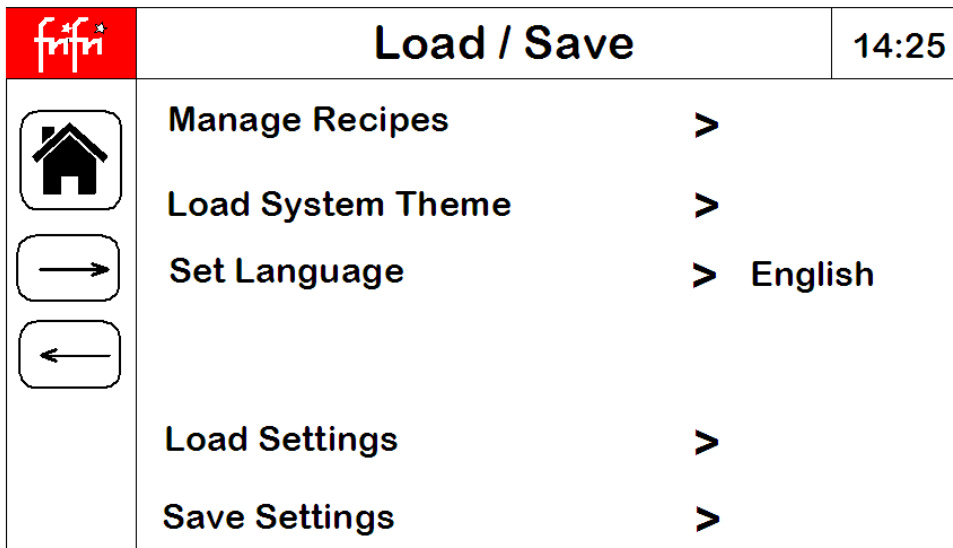 frifri
Load / Save
14:25
Manage Recipes >
Load System Theme >
Set Language > English
Load Settings >
Save Settings >